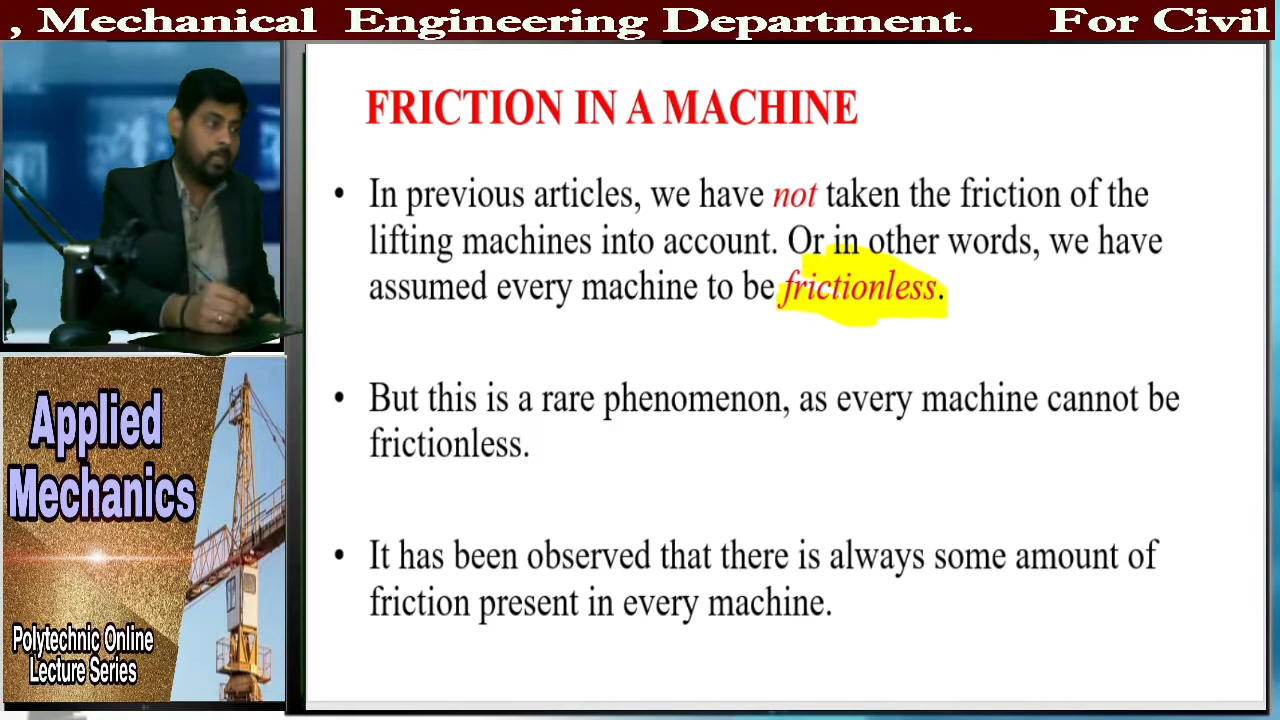 , Mechanical Engineering Department. For Civil
FRICTION IN A MACHINE
• In previous articles, we have not taken the friction of the
lifting machines into account. Or in other words, we have
assumed every machine to be frictionless.
• But this is a rare phenomenon, as every machine cannot be
frictionless.
• It has been observed that there is always some amount of
friction present in every machine.
Applied
Mechanics
Polytechnic Online
Lecture Series